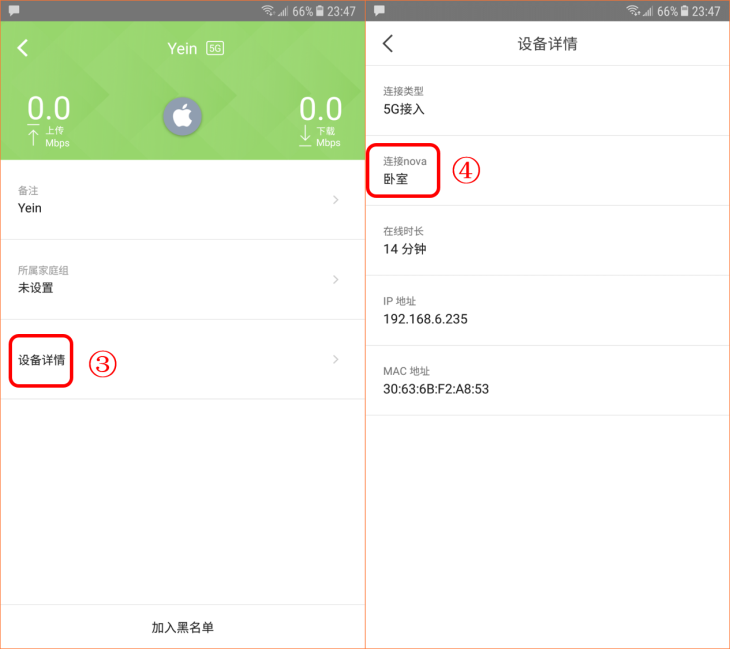 66% 23:47
Yein 5G
0.0
上传
Mbps
0.0
下载
Mbps
备注
Yein
所属家庭组
未设置
设备详情
③
加入黑名单
66% 23:47
设备详情
连接类型
5G接入
连接nova
卧室
④
在线时长
14 分钟
IP 地址
192.168.6.235
MAC 地址
30:63:6B:F2:A8:53